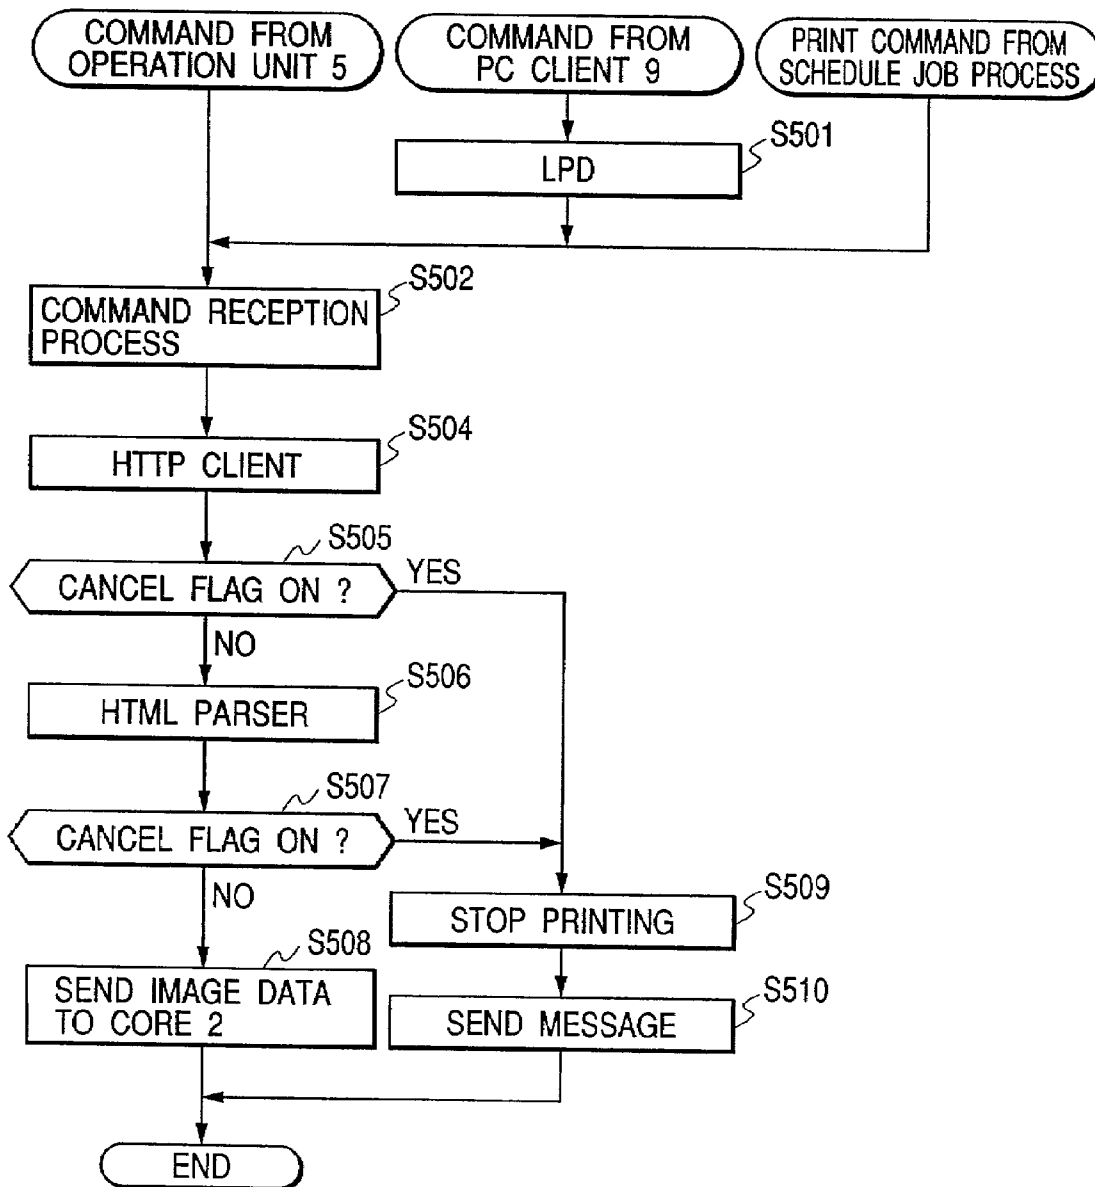 COMMAND FROM
OPERATION UNIT 5
COMMAND FROM
PC CLIENT 9
PRINT COMMAND FROM
SCHEDULE JOB PROCESS
S501
LPD
S502
COMMAND RECEPTION
PROCESS
S504
HTTP CLIENT
S505
CANCEL FLAG ON ?
YES
NO
S506
HTML PARSER
S507
CANCEL FLAG ON ?
YES
NO
S509
STOP PRINTING
S508
SEND IMAGE DATA
TO CORE 2
S510
SEND MESSAGE
END